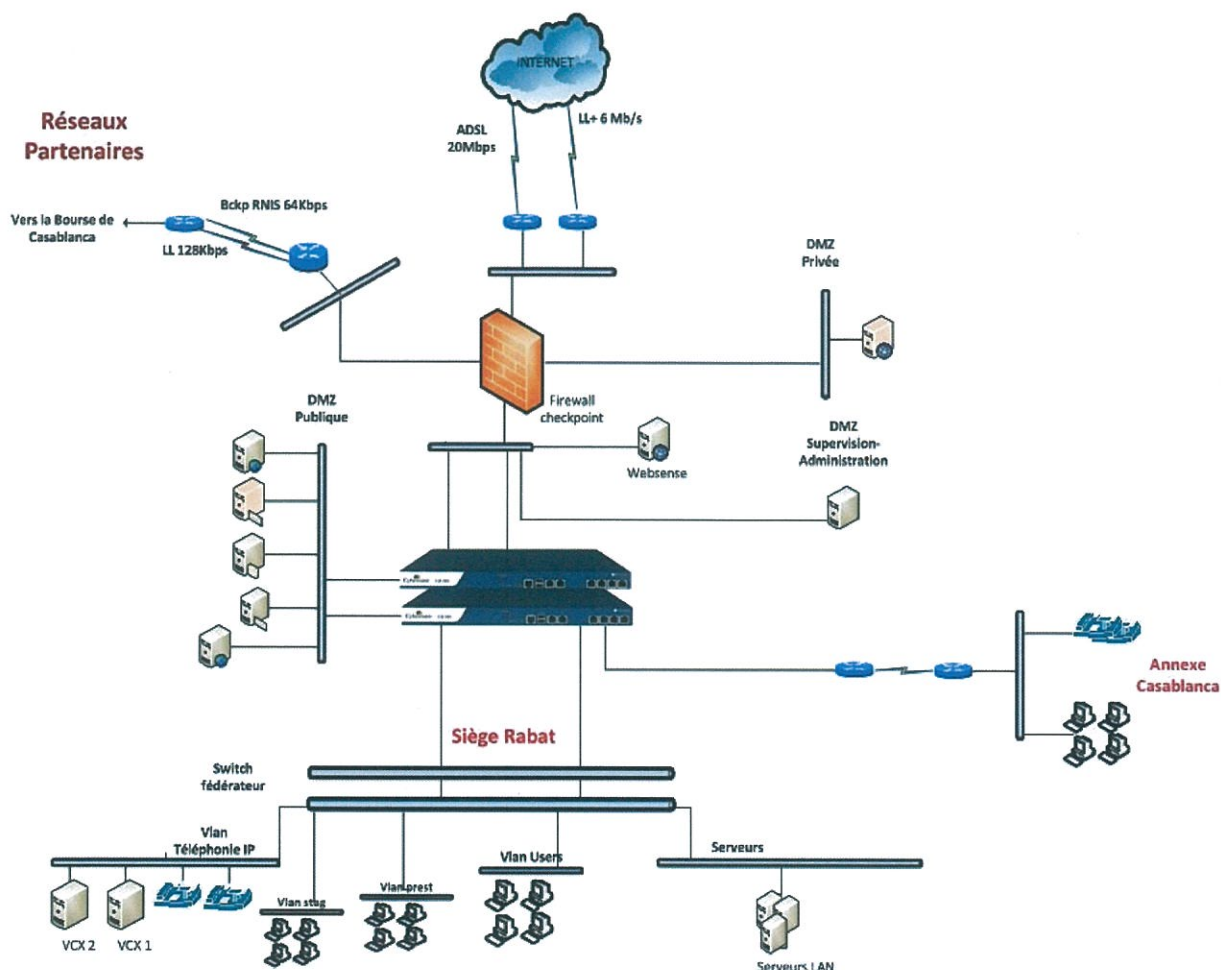 INTERNET
LL+ 6 Mb/s
ADSL
20Mbps
Réseaux
Partenaires
Bckp RNIS 64Kbps
Vers la Bourse de
Casablanca
LL 128Kbps
DMZ
Privée
Firewall
checkpoint
DMZ
Publique
DMZ
Supervision-
Administration
Websense
Annexe
Casablanca
Siège Rabat
Switch
fédérateur
Vlan
Téléphonie IP
Vlan Users
Serveurs
Vlan stag
Vlan prest
VCX 2
VCX 1
Serveurs LAN